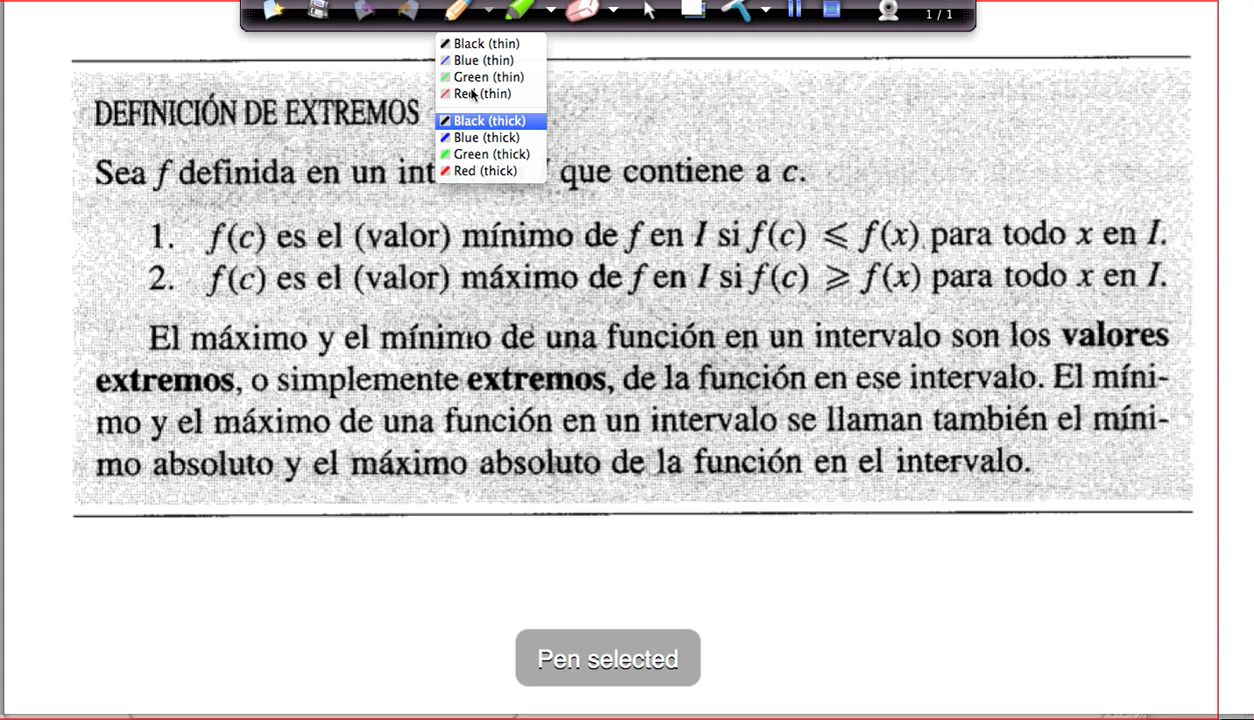 1 / 1
Black (thin)
Blue (thin)
Green (thin)
Red (thin)
Black (thick)
Blue (thick)
Green (thick)
Red (thick)
DEFINICIÓN DE EXTREMOS
Sea f definida en un int que contiene a c.
1. f(c) es el (valor) mínimo de f en I si f(c) ⩽ f(x) para todo x en I.
2. f(c) es el (valor) máximo de f en I si f(c) ⩾ f(x) para todo x en I.
El máximo y el mínimo de una función en un intervalo son los valores
extremos, o simplemente extremos, de la función en ese intervalo. El míni-
mo y el máximo de una función en un intervalo se llaman también el míni-
mo absoluto y el máximo absoluto de la función en el intervalo.
Pen selected